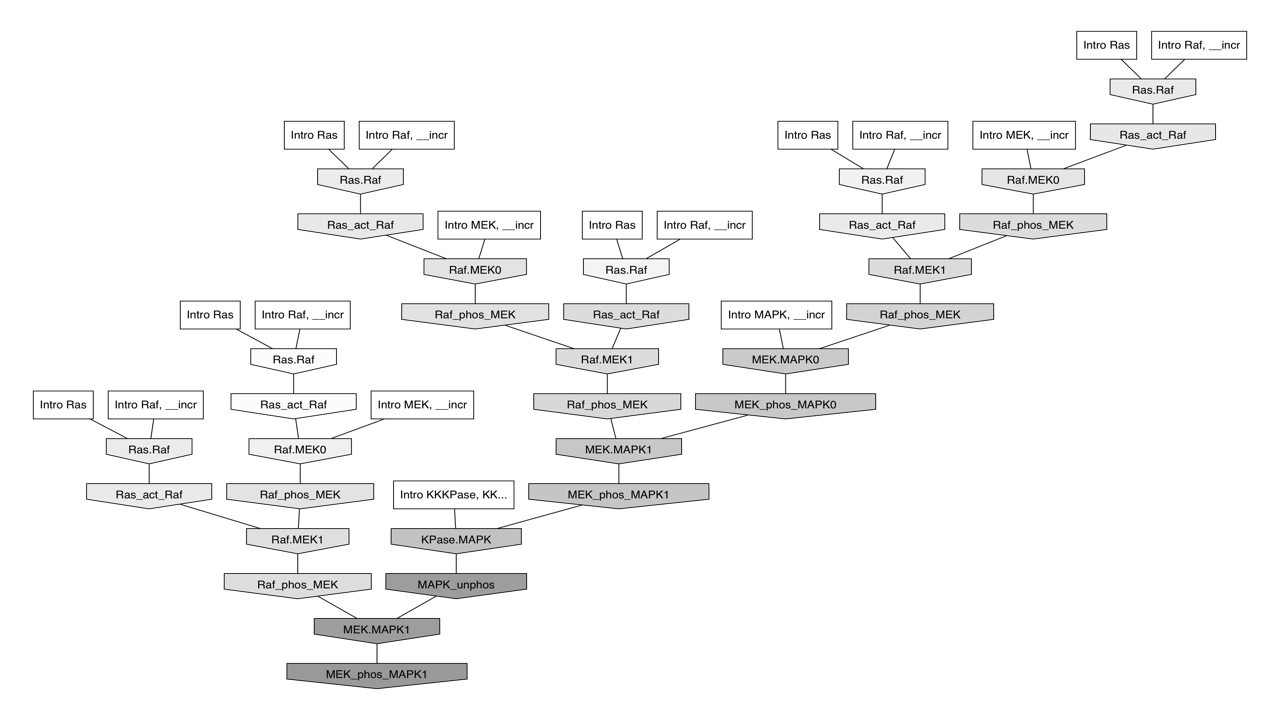 Intro Ras
Intro Raf, __incr
Ras.Raf
Intro Ras
Intro Raf, __incr
Intro Ras
Intro Raf, __incr
Intro MEK, __incr
Ras_act_Raf
Ras.Raf
Ras.Raf
Raf.MEK0
Ras_act_Raf
Intro MEK, __incr
Intro Ras
Intro Raf, __incr
Ras_act_Raf
Raf_phos_MEK
Raf.MEK0
Ras.Raf
Raf.MEK1
Intro Ras
Intro Raf, __incr
Raf_phos_MEK
Ras_act_Raf
Intro MAPK, __incr
Raf_phos_MEK
Ras.Raf
Raf.MEK1
MEK.MAPK0
Intro Ras
Intro Raf, __incr
Ras_act_Raf
Intro MEK, __incr
Raf_phos_MEK
MEK_phos_MAPK0
Ras.Raf
Raf.MEK0
MEK.MAPK1
Ras_act_Raf
Raf_phos_MEK
Intro KKKPase, KK...
MEK_phos_MAPK1
Raf.MEK1
KPase.MAPK
Raf_phos_MEK
MAPK_unphos
MEK.MAPK1
MEK_phos_MAPK1